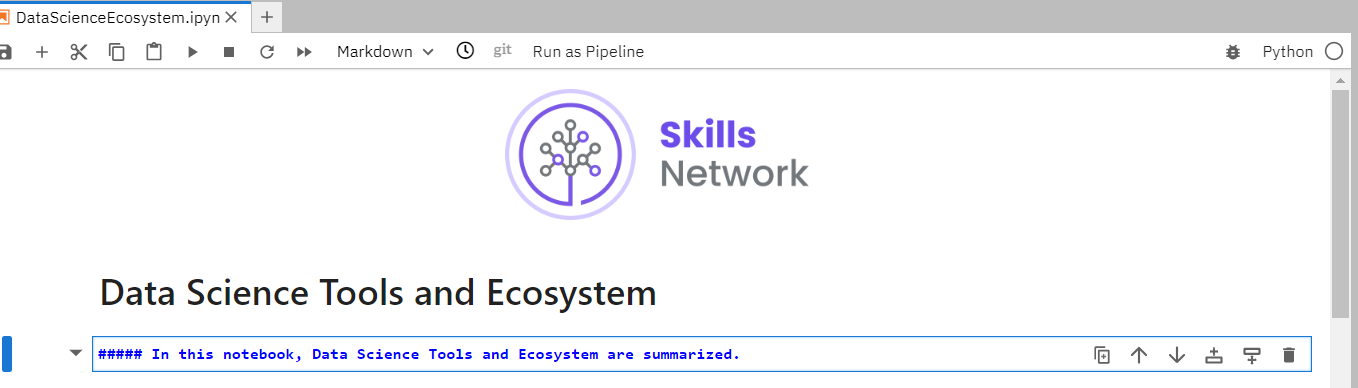 DataScienceEcosystem.ipyn
Markdown git Run as Pipeline Python
Skills
Network
Data Science Tools and Ecosystem
##### In this notebook, Data Science Tools and Ecosystem are summarized.